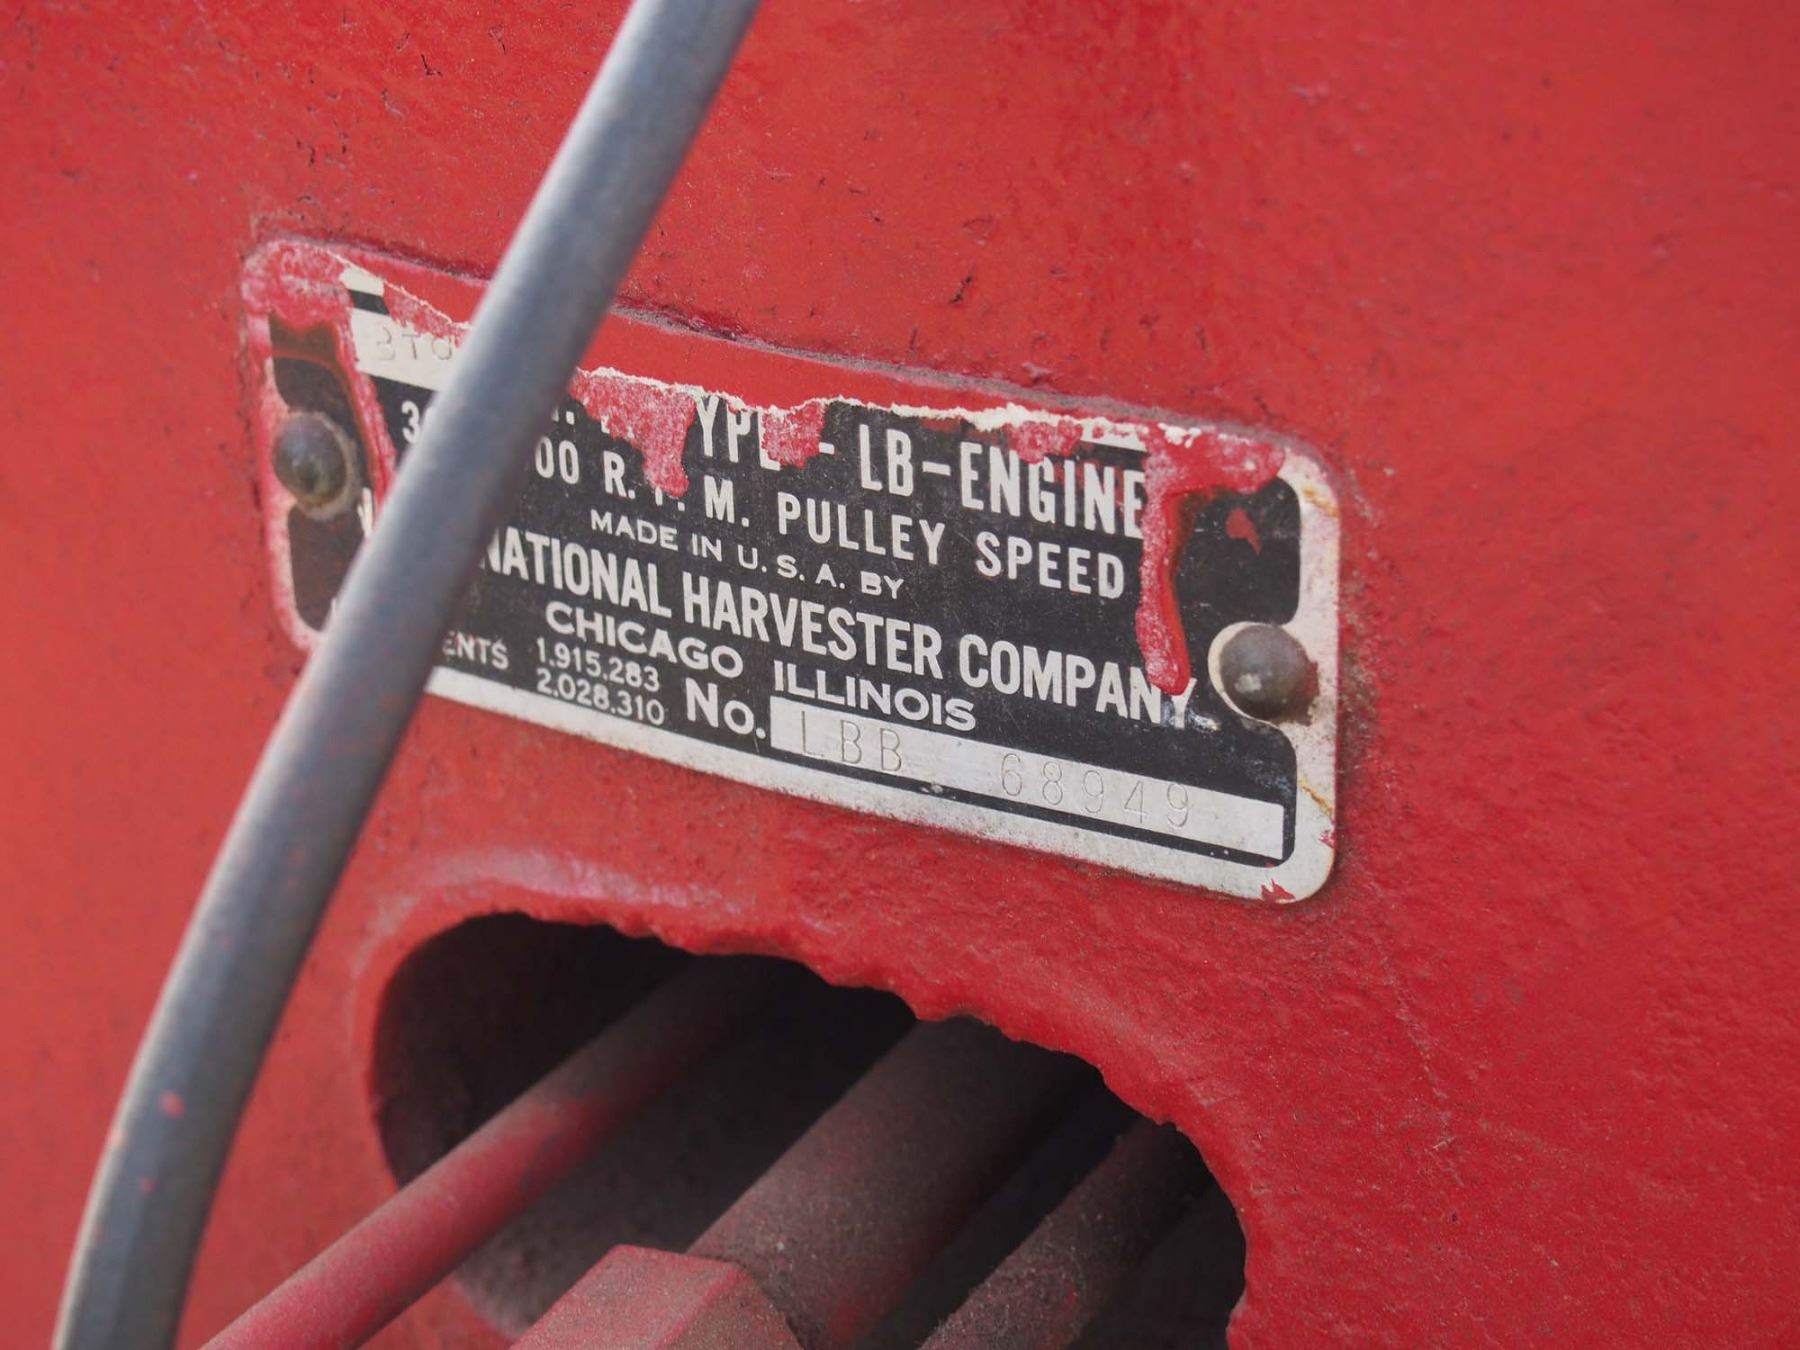 LB-ENGINE
R. P. M. PULLEY SPEED
MADE IN U.S.A. BY
NATIONAL HARVESTER COMPANY
CHICAGO ILLINOIS
ENTS 1.915.283
2.028.310 No. LBB 68949